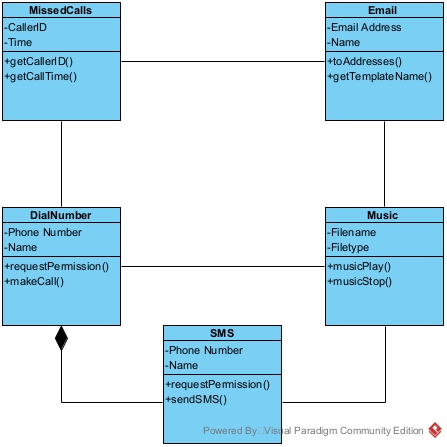 MissedCalls
-CallerID
-Time
+getCallerID()
+getCallTime()
Email
-Email Address
-Name
+toAddresses()
+getTemplateName()
DialNumber
-Phone Number
-Name
+requestPermission()
+makeCall()
Music
-Filename
-Filetype
+musicPlay()
+musicStop()
SMS
-Phone Number
-Name
+requestPermission()
+sendSMS()
Powered By: Visual Paradigm Community Edition